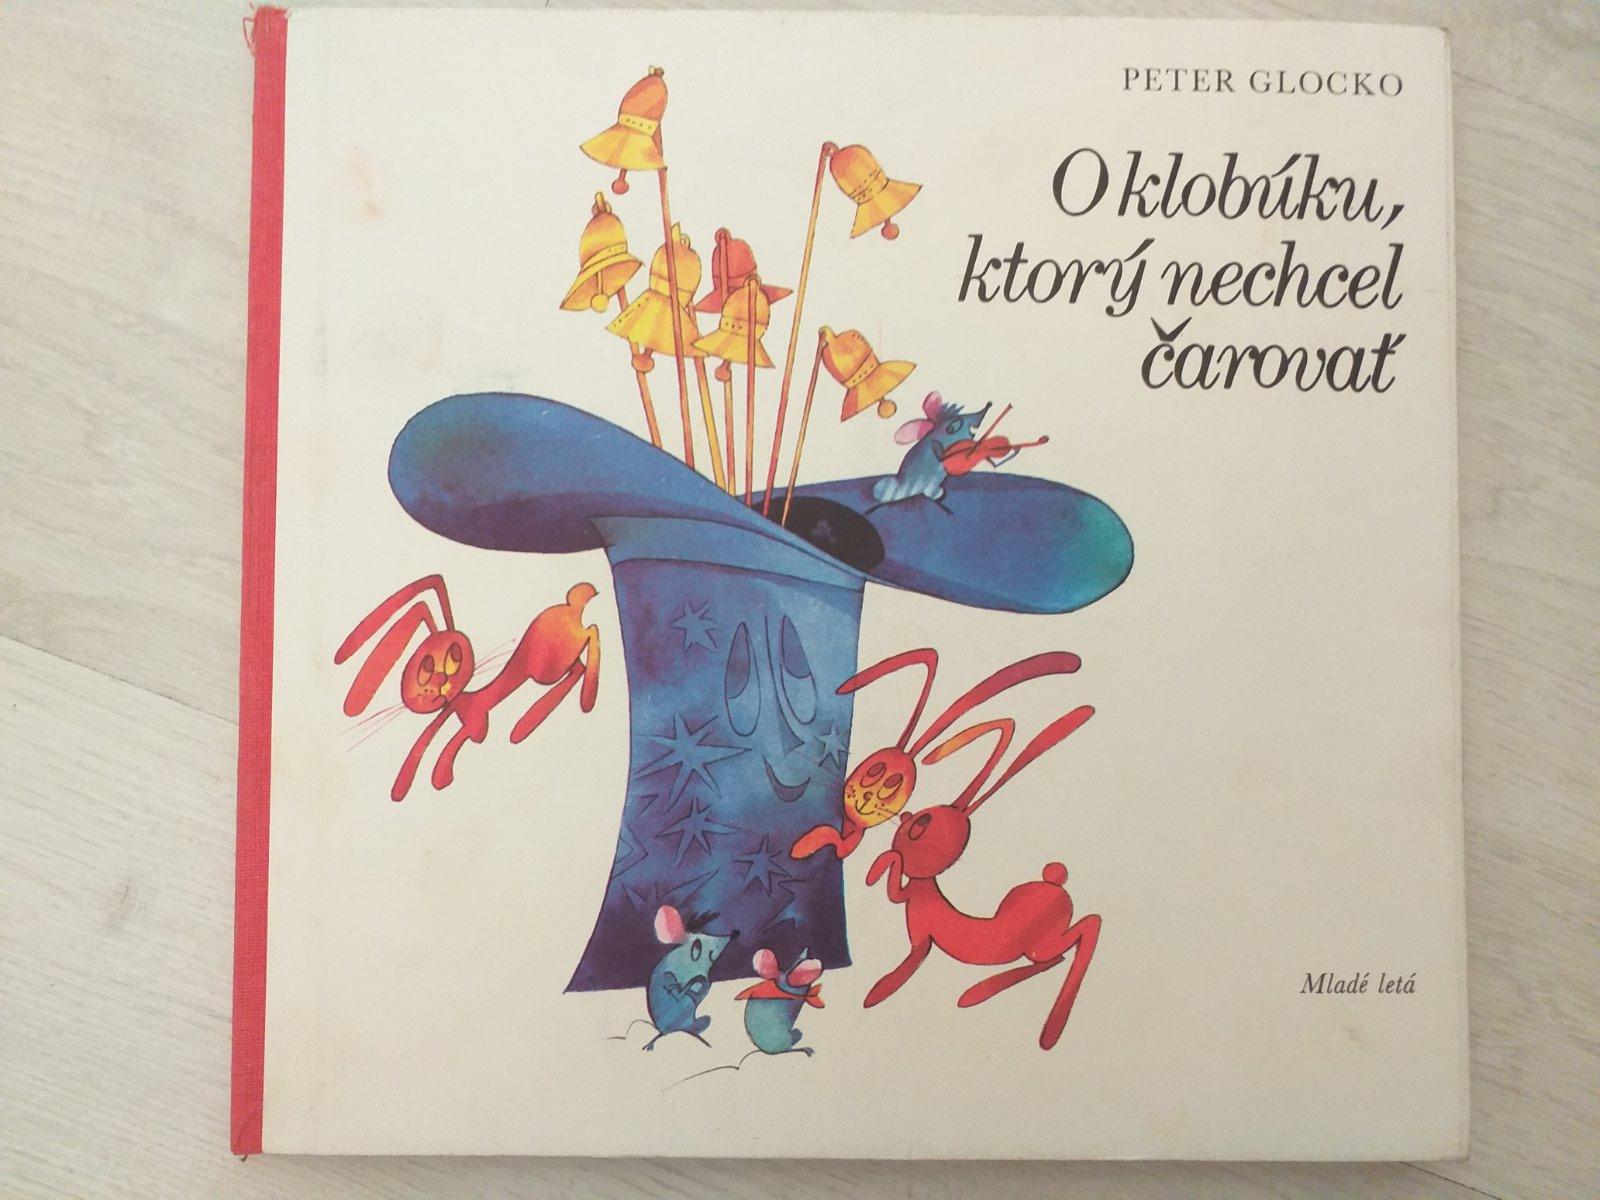 PETER GLOCKO
O klobúku,
ktorý nechcel
čarovať
Mladé letá